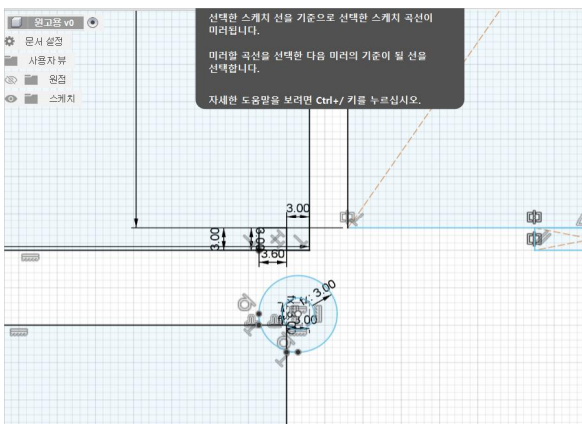 선택한 스케치 선을 기준으로 선택한 스케치 곡선이
미러됩니다.
미러할 곡선을 선택한 다음 미러의 기준이 될 선을
선택합니다.
자세한 도움말을 보려면 Ctrl+/ 키를 누르십시오.
원고용 v0
문서 설정
사용자 뷰
원점
스케치
3.00
3.00
3.60
fx: 3.00
3.00